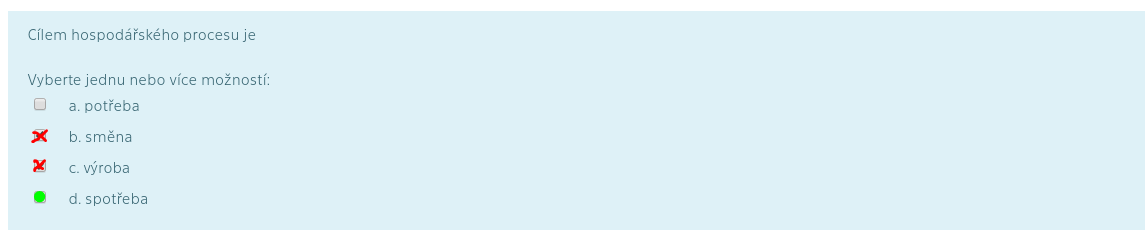 Cílem hospodářského procesu je
Vyberte jednu nebo více možností:
a. potřeba
b. směna
c. výroba
d. spotřeba